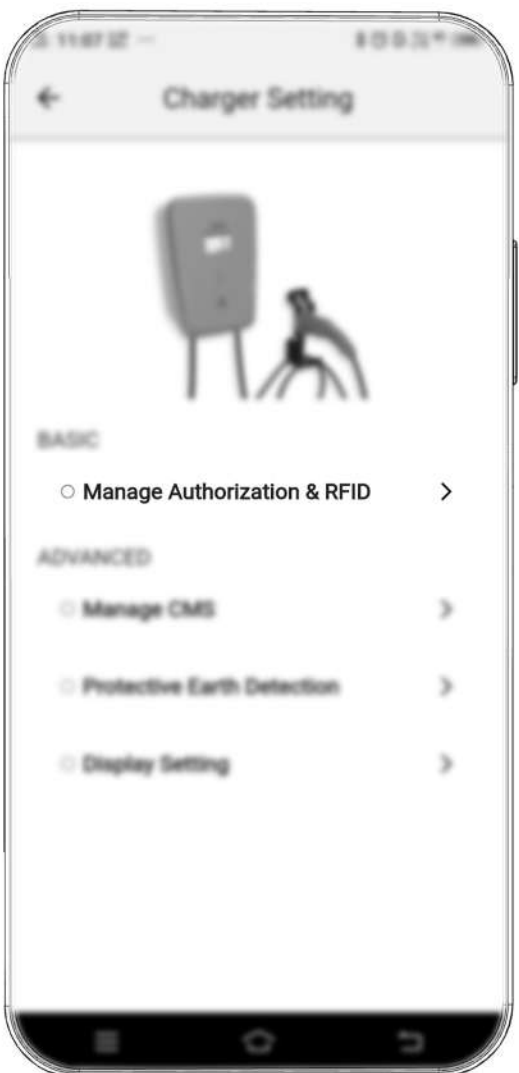 Charger Setting
BASIC
Manage Authorization & RFID
ADVANCED
Manage CMS
Protective Earth Detection
Display Setting